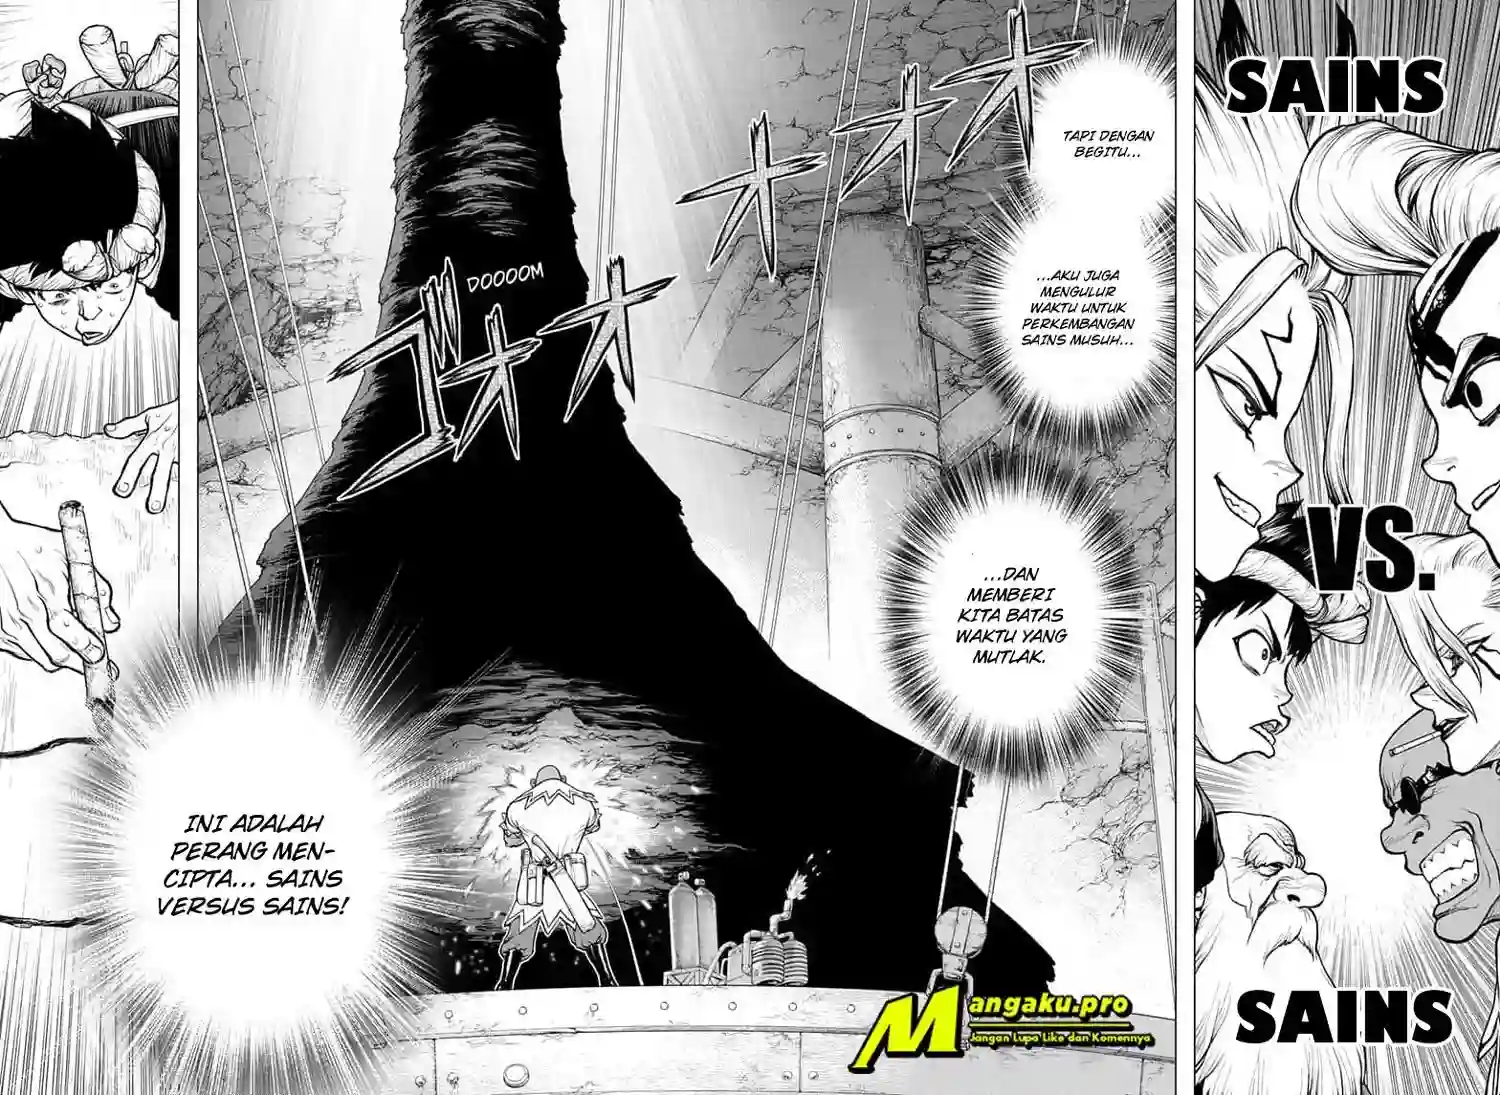 SAINS
VS.
SAINS
TAPI DENGAN
BEGITU...
...AKU JUGA
MENGULUR
WAKTU UNTUK
PERKEMBANGAN
SAINS MUSUH...
...DAN
MEMBERI
KITA BATAS
WAKTU YANG
MUTLAK.
ゴオオオオオ
DOOOOM
INI ADALAH
PERANG MEN-
CIPTA... SAINS
VERSUS SAINS!
Mangaku.pro
Jangan Lupa Like dan Komennya